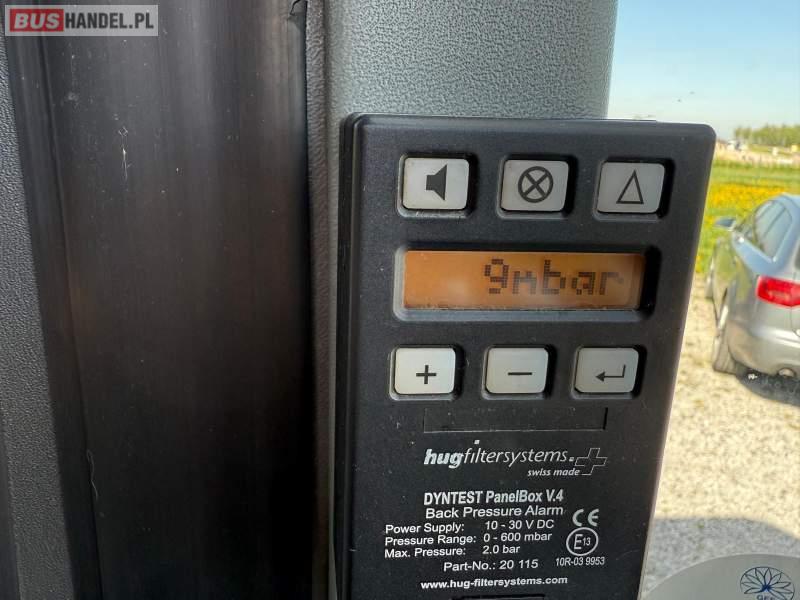 BUSHANDEL.PL
9mbar
+
−
hugfiltersystems.
swiss made
DYNTEST PanelBox V.4
Back Pressure Alarm
Power Supply: 10 - 30 V DC
Pressure Range: 0 - 600 mbar
Max. Pressure: 2.0 bar
Part-No.: 20 115
CE
E13
10R-03 9953
www.hug-filtersystems.com